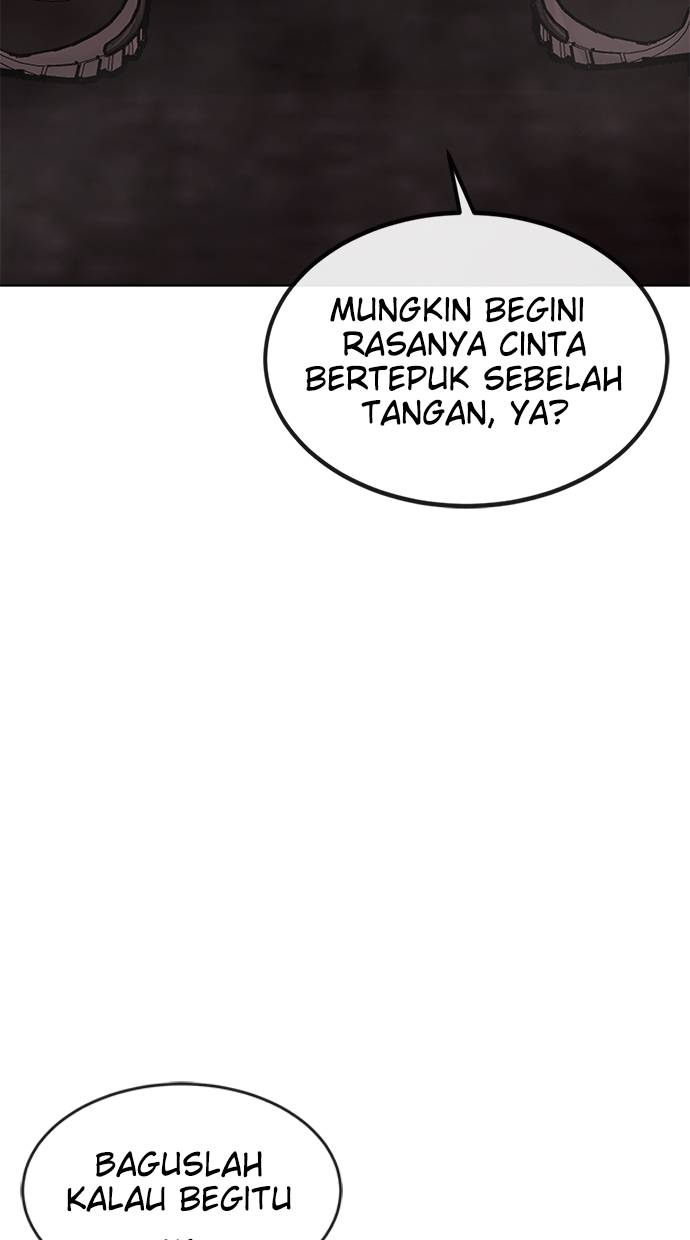 MUNGKIN BEGINI
RASANYA CINTA
BERTEPUK SEBELAH
TANGAN, YA?
BAGUSLAH
KALAU BEGITU